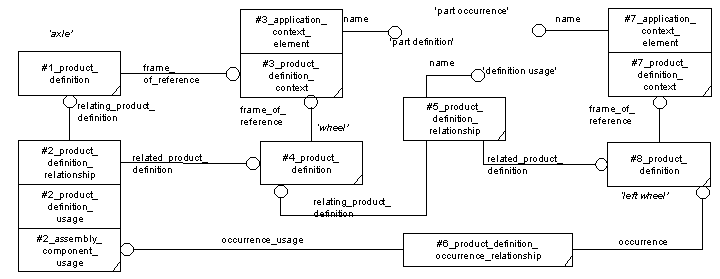 'axle'
#1_product_
definition
frame_
of_reference
#3_application_
context_
element
#3_product_
definition_
context
name
'part definition'
'part occurrence'
name
#7_application_
context_
element
#7_product_
definition_
context
name
'definition usage'
relating_product_
definition
frame_of_
reference
'wheel'
#5_product_
definition_
relationship
frame_of_
reference
#2_product_
definition_
relationship
#2_product_
definition_
usage
#2_assembly_
component_
usage
related_product_
definition
#4_product_
definition
related_product_
definition
#8_product_
definition
'left wheel'
relating_product_
definition
occurrence_usage
#6_product_definition_
occurrence_relationship
occurrence